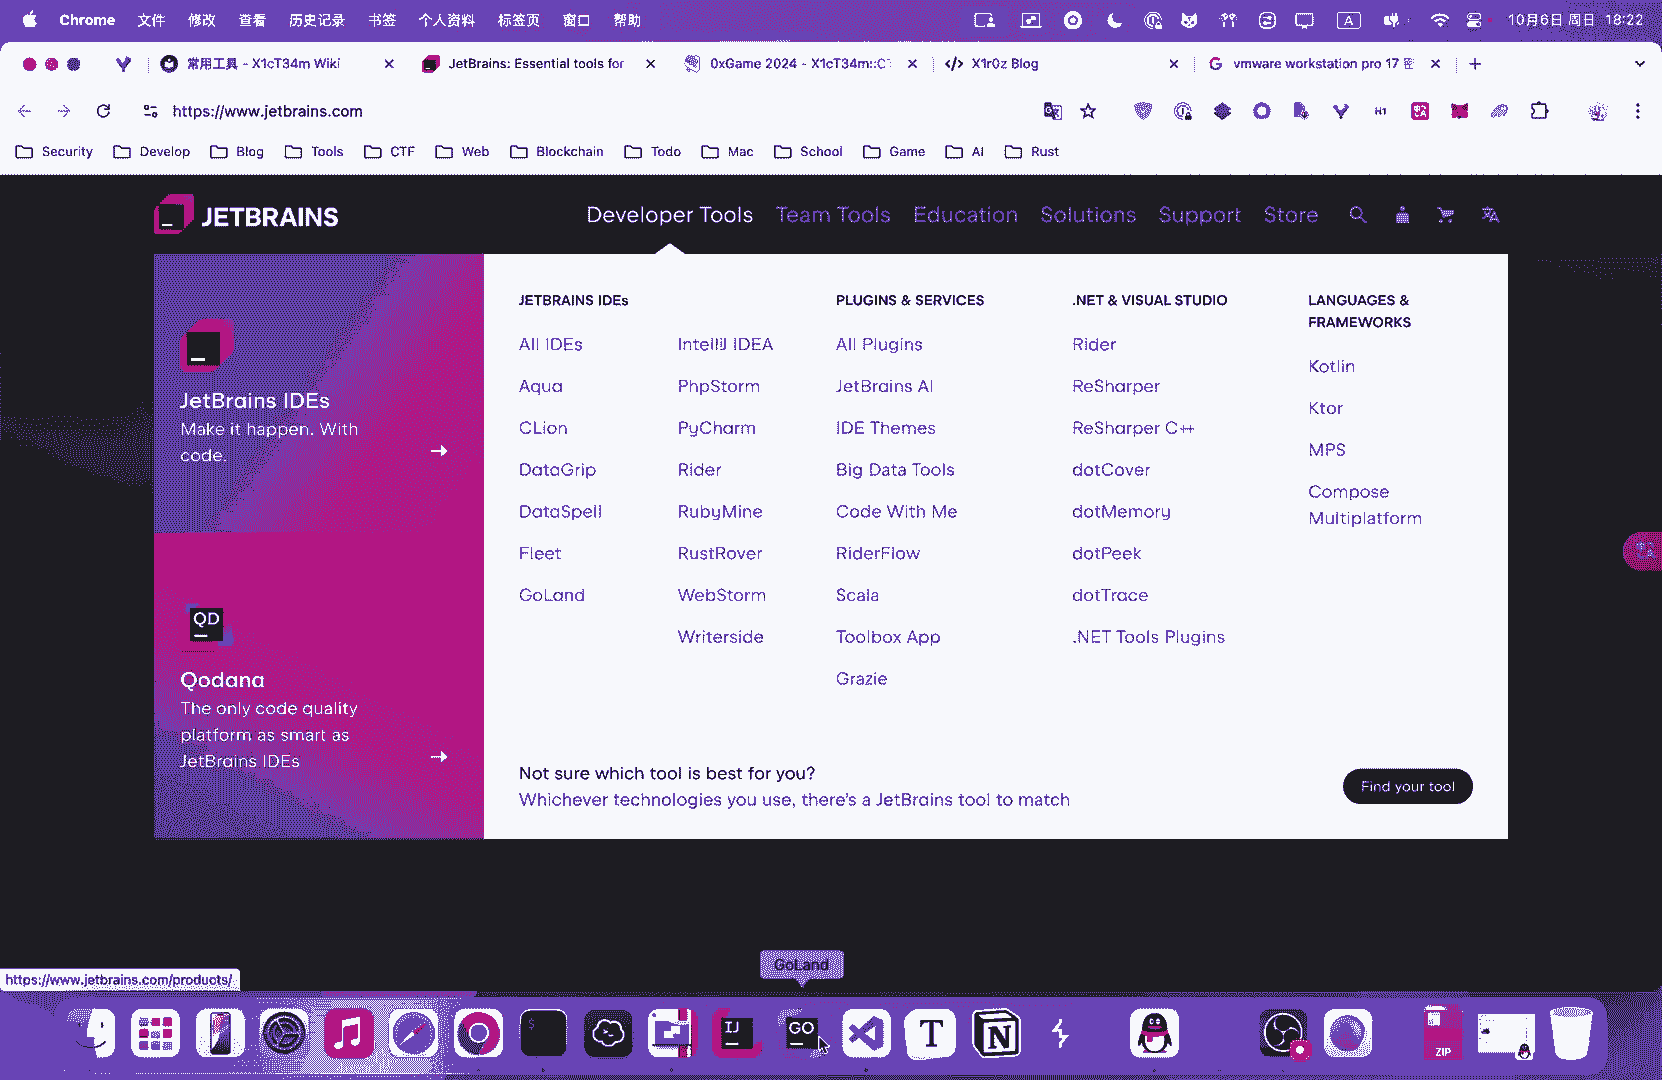 Chrome 文件 修改 查看 历史记录 书签 个人资料 标签页 窗口 帮助 A 10月6日 周日 18:22
常用工具 - X1cT34m Wiki JetBrains: Essential tools for 0xGame 2024 - X1cT34m::CT X1r0z Blog vmware workstation pro 17
https://www.jetbrains.com
Security Develop Blog Tools CTF Web Blockchain Todo Mac School Game AI Rust
JETBRAINS Developer Tools Team Tools Education Solutions Support Store
JetBrains IDEs
Make it happen. With
code.
QD
Qodana
The only code quality
platform as smart as
JetBrains IDEs
JETBRAINS IDEs
All IDEs
Aqua
CLion
DataGrip
DataSpell
Fleet
GoLand
IntelliJ IDEA
PhpStorm
PyCharm
Rider
RubyMine
RustRover
WebStorm
Writerside
PLUGINS & SERVICES
All Plugins
JetBrains AI
IDE Themes
Big Data Tools
Code With Me
RiderFlow
Scala
Toolbox App
Grazie
.NET & VISUAL STUDIO
Rider
ReSharper
ReSharper C++
dotCover
dotMemory
dotPeek
dotTrace
.NET Tools Plugins
LANGUAGES &
FRAMEWORKS
Kotlin
Ktor
MPS
Compose
Multiplatform
Not sure which tool is best for you?
Whichever technologies you use, there's a JetBrains tool to match
Find your tool
GoLand
https://www.jetbrains.com/products/
$ IJ GO T N ZIP